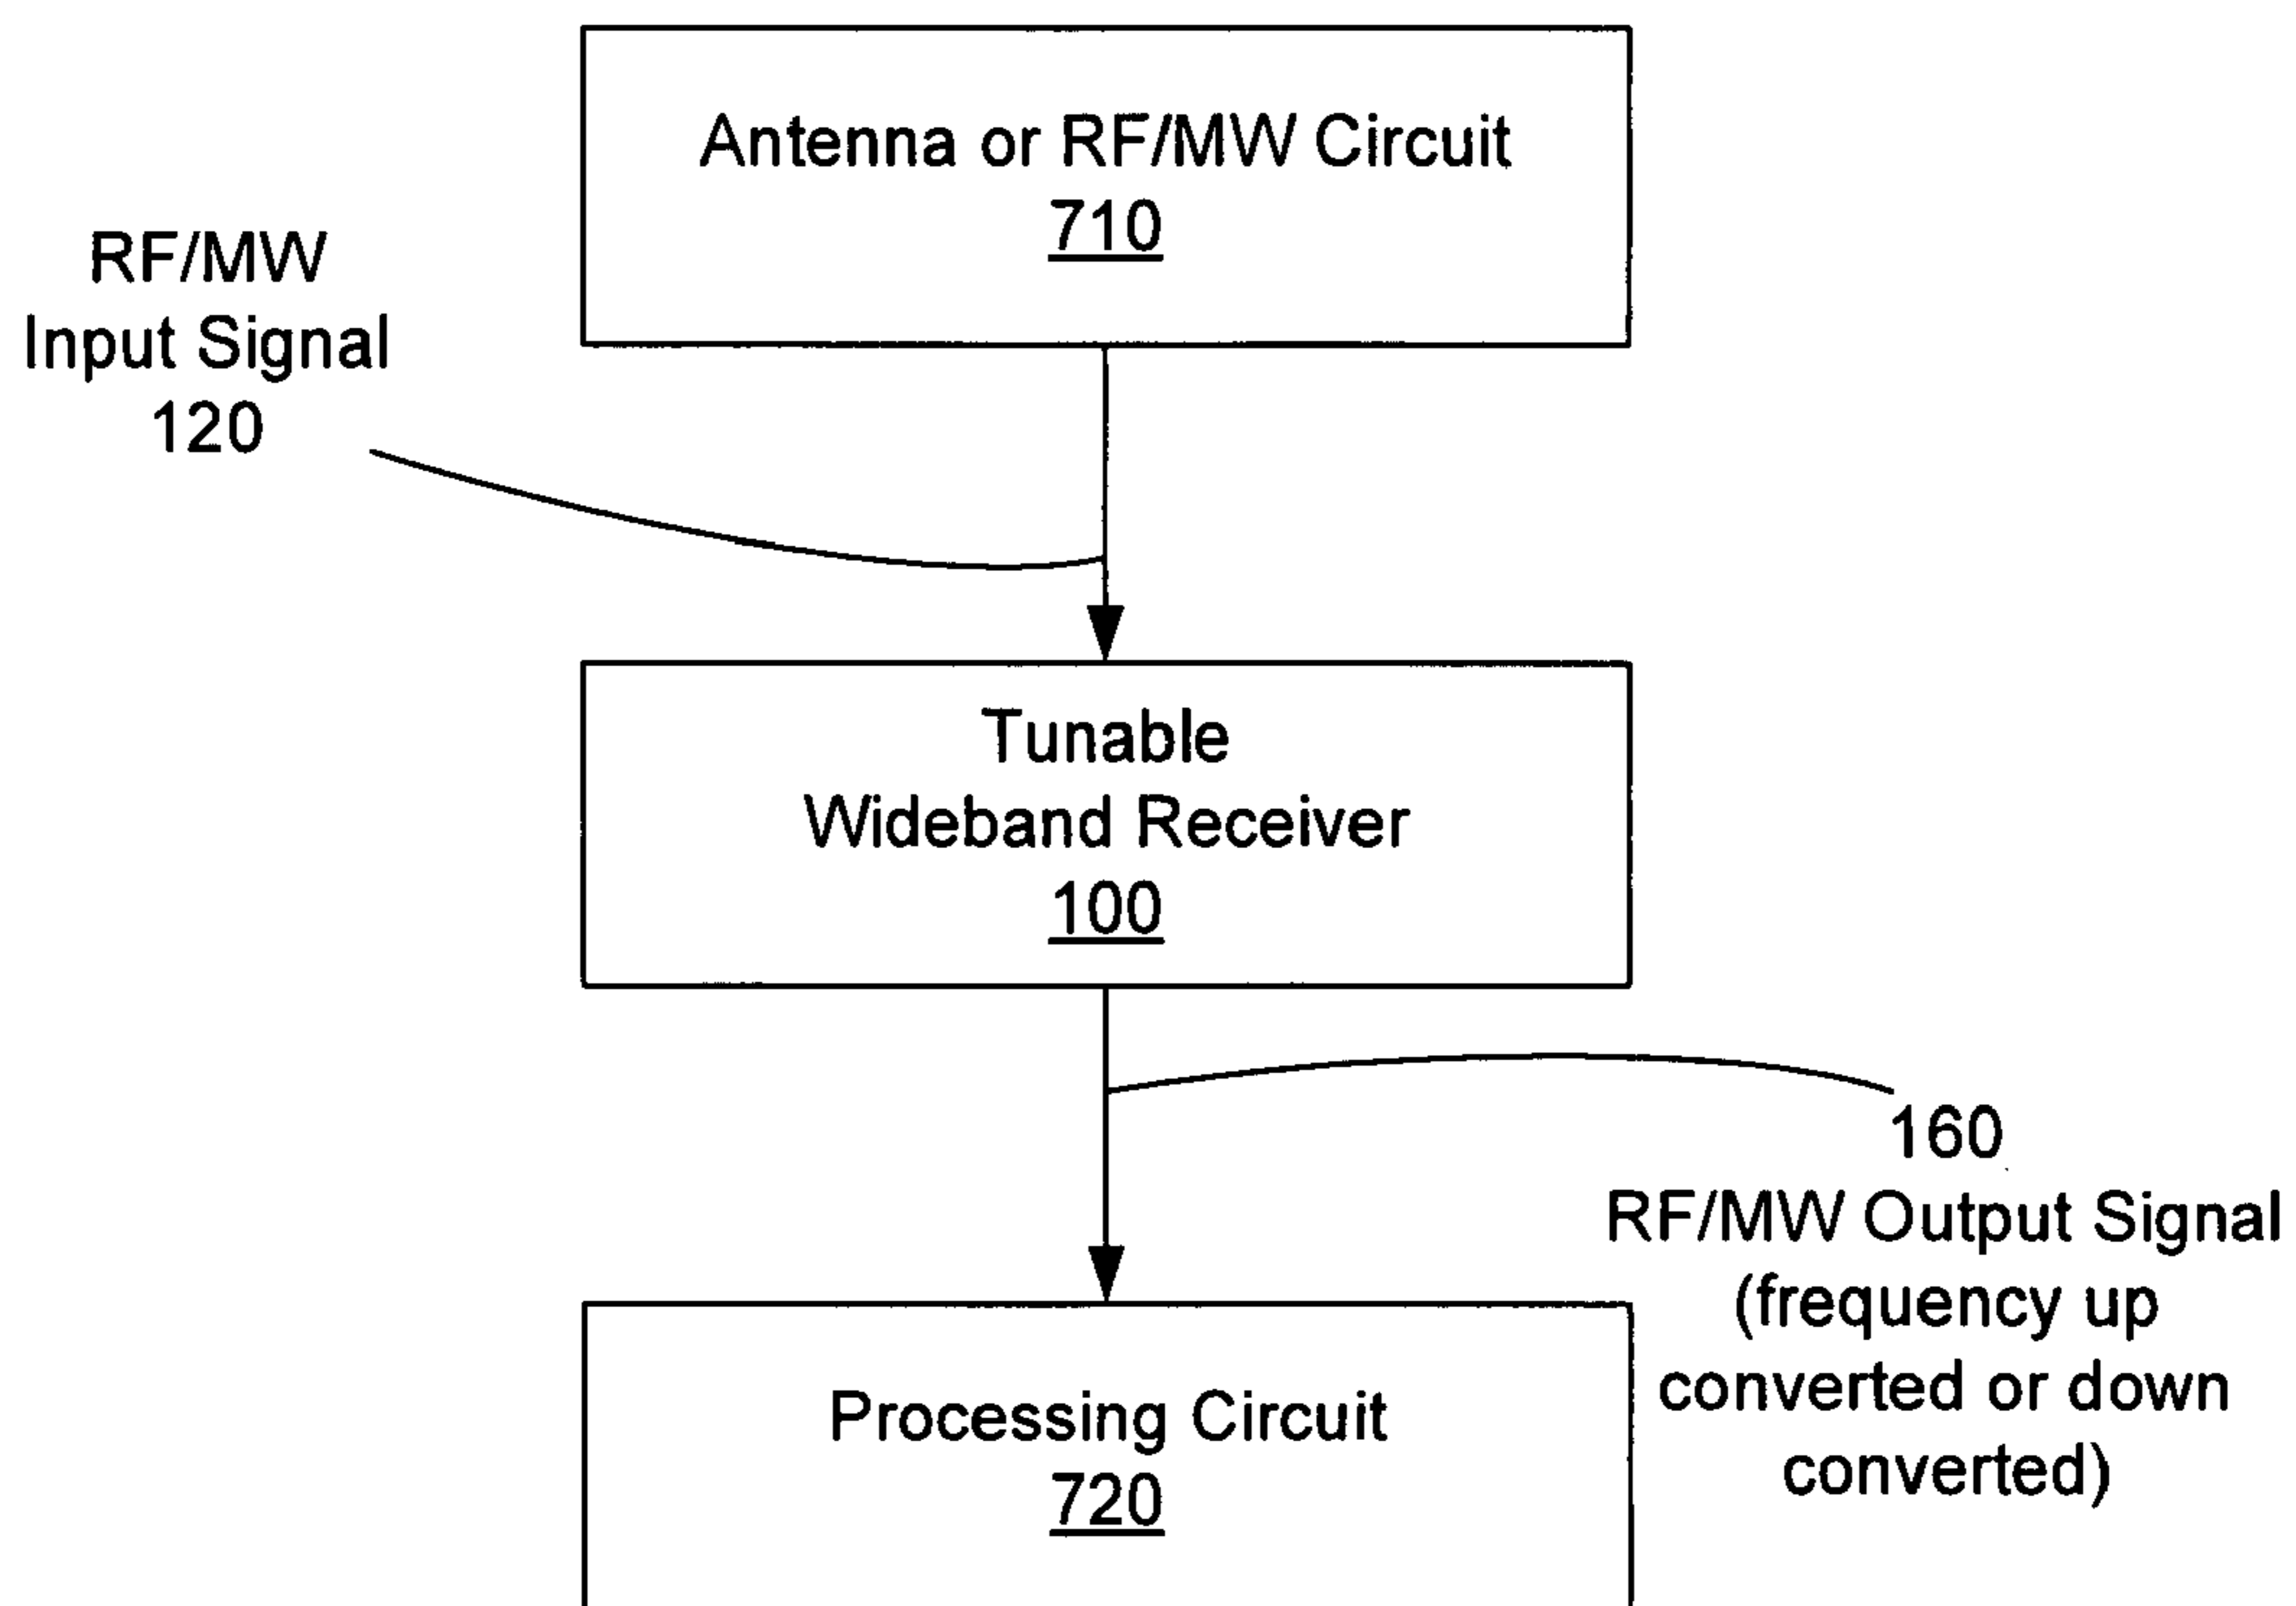 Antenna or RF/MW Circuit
710
RF/MW
Input Signal
120
Tunable
Wideband Receiver
100
160
RF/MW Output Signal
(frequency up
converted or down
converted)
Processing Circuit
720